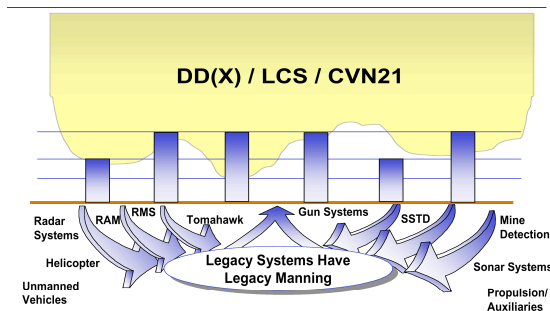 DD(X) / LCS / CVN21
Radar
Systems
RAM
RMS
Tomahawk
Gun Systems
SSTD
Mine
Detection
Helicopter
Legacy Systems Have
Legacy Manning
Sonar Systems
Unmanned
Vehicles
Propulsion/
Auxiliaries